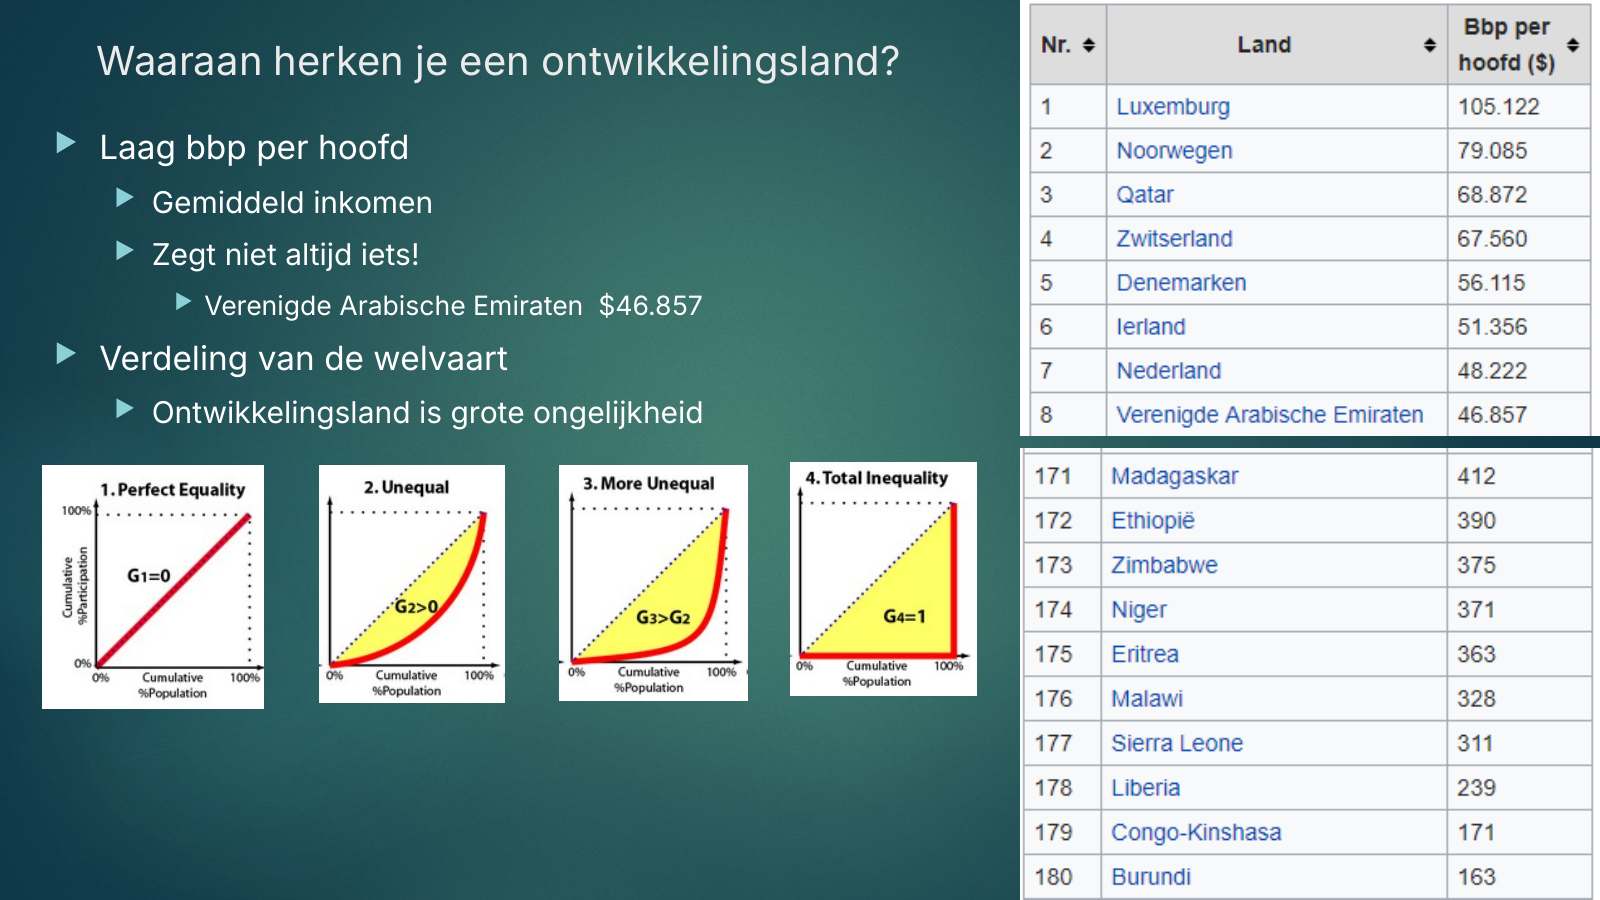 Waaraan herken je een ontwikkelingsland?
Laag bbp per hoofd
Gemiddeld inkomen
Zegt niet altijd iets!
Verenigde Arabische Emiraten $46.857
Verdeling van de welvaart
Ontwikkelingsland is grote ongelijkheid
1. Perfect Equality
100%
Cumulative
%Participation
G1=0
0%
0% Cumulative 100%
%Population
2. Unequal
G2>0
0% Cumulative 100%
%Population
3. More Unequal
G3>G2
0% Cumulative 100%
%Population
4. Total Inequality
G4=1
0% Cumulative 100%
%Population
Nr. Land Bbp per
hoofd ($)
1 Luxemburg 105.122
2 Noorwegen 79.085
3 Qatar 68.872
4 Zwitserland 67.560
5 Denemarken 56.115
6 Ierland 51.356
7 Nederland 48.222
8 Verenigde Arabische Emiraten 46.857
171 Madagaskar 412
172 Ethiopië 390
173 Zimbabwe 375
174 Niger 371
175 Eritrea 363
176 Malawi 328
177 Sierra Leone 311
178 Liberia 239
179 Congo-Kinshasa 171
180 Burundi 163